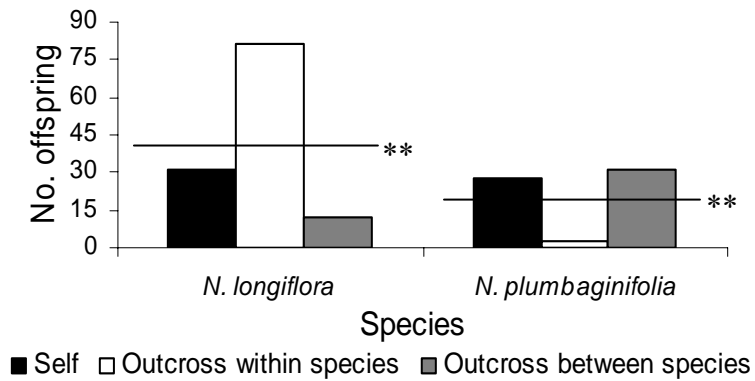 90
75
60
45
30
15
0
No. offspring
**
**
N. longiflora N. plumbaginifolia
Species
Self Outcross within species Outcross between species